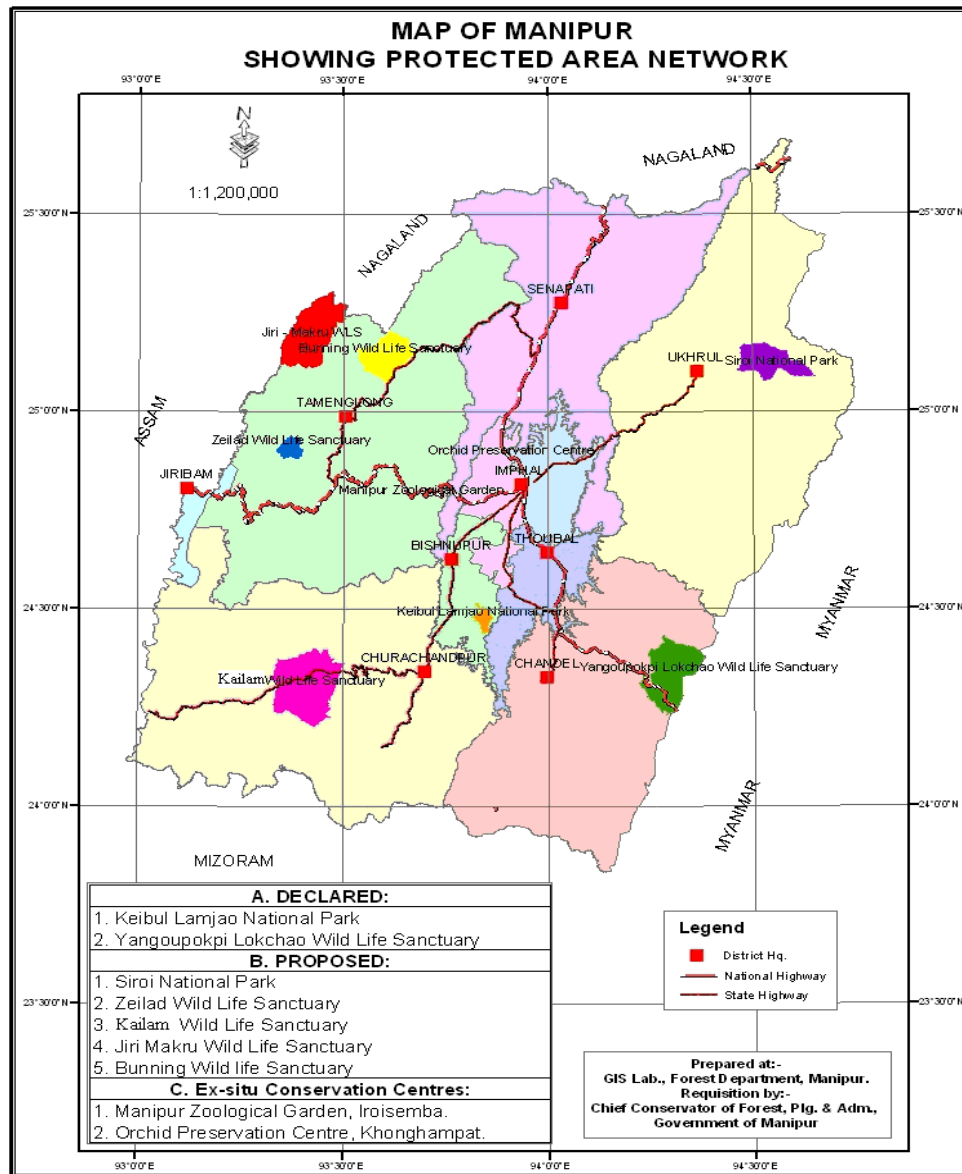 MAP OF MANIPUR
SHOWING PROTECTED AREA NETWORK
93°0'0"E
93°30'0"E
94°0'0"E
94°30'0"E
N
1:1,200,000
NAGALAND
25°30'0"N
25°30'0"N
NAGALAND
SENAPATI
Jiri - Makru WLS
Bunning Wild Life Sanctuary
UKHRUL
Siroi National Park
TAMENGLONG
25°0'0"N
25°0'0"N
ASSAM
Zeilad Wild Life Sanctuary
Orchid Preservation Centre
JIRIBAM
IMPHAL
Manipur Zoological Garden
BISHNUPUR
THOUBAL
24°30'0"N
24°30'0"N
Keibul Lamjao National Park
MYANMAR
CHURACHANDPUR
CHANDEL
Yangoupokpi Lokchao Wild Life Sanctuary
Kailam Wild Life Sanctuary
24°0'0"N
24°0'0"N
MYANMAR
MIZORAM
A. DECLARED:
1. Keibul Lamjao National Park
2. Yangoupokpi Lokchao Wild Life Sanctuary
B. PROPOSED:
1. Siroi National Park
2. Zeilad Wild Life Sanctuary
3. Kailam Wild Life Sanctuary
4. Jiri Makru Wild Life Sanctuary
5. Bunning Wild life Sanctuary
C. Ex-situ Conservation Centres:
1. Manipur Zoological Garden, Iroisemba.
2. Orchid Preservation Centre, Khonghampat.
Legend
District Hq.
National Highway
State Highway
23°30'0"N
23°30'0"N
Prepared at:-
GIS Lab., Forest Department, Manipur.
Requisition by:-
Chief Conservator of Forest, Plg. & Adm.,
Government of Manipur
93°0'0"E
93°30'0"E
94°0'0"E
94°30'0"E